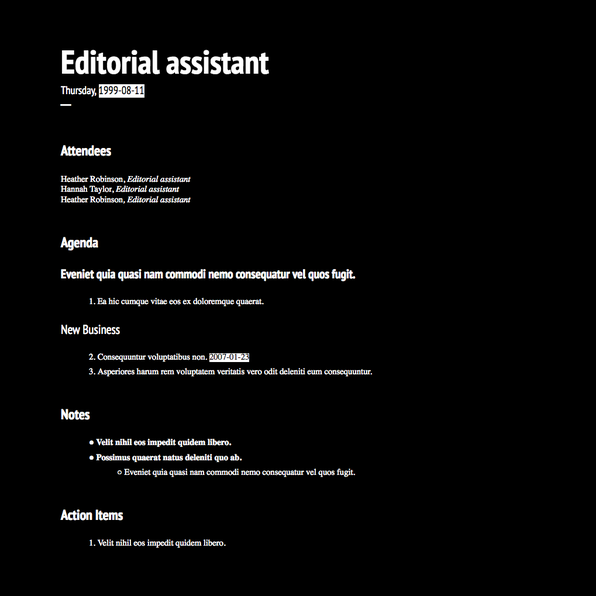 Editorial assistant
Thursday, 1999-08-11
Attendees
Heather Robinson, Editorial assistant
Hannah Taylor, Editorial assistant
Heather Robinson, Editorial assistant
Agenda
Eveniet quia quasi nam commodi nemo consequatur vel quos fugit.
1. Ea hic cumque vitae eos ex doloremque quaerat.
New Business
2. Consequuntur voluptatibus non. 2007-01-23
3. Asperiores harum rem voluptatem veritatis vero odit deleniti eum consequuntur.
Notes
● Velit nihil eos impedit quidem libero.
● Possimus quaerat natus deleniti quo ab.
○ Eveniet quia quasi nam commodi nemo consequatur vel quos fugit.
Action Items
1. Velit nihil eos impedit quidem libero.